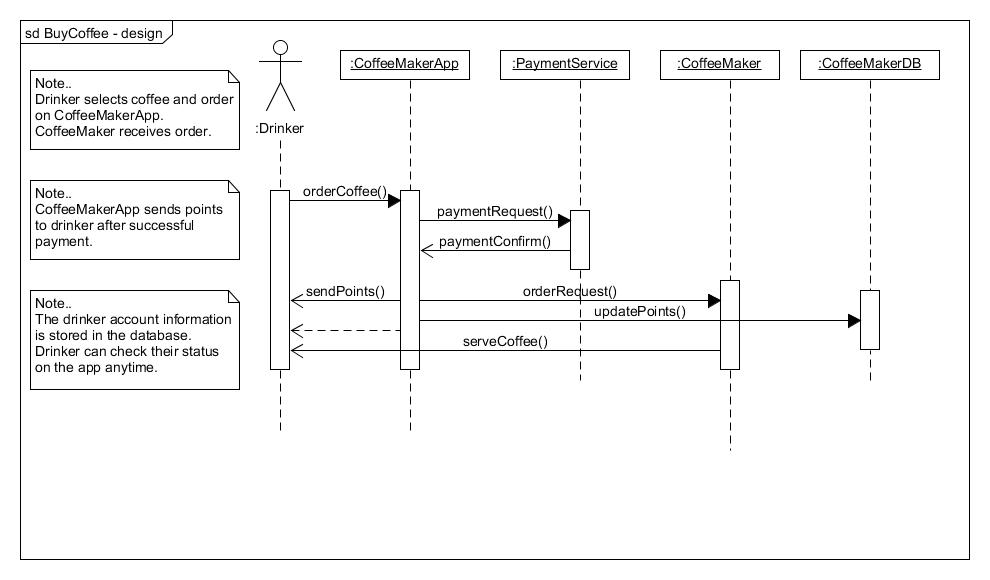 sd BuyCoffee - design
:CoffeeMakerApp
:PaymentService
:CoffeeMaker
:CoffeeMakerDB
Note..
Drinker selects coffee and order
on CoffeeMakerApp.
CoffeeMaker receives order.
:Drinker
Note..
CoffeeMakerApp sends points
to drinker after successful
payment.
orderCoffee()
paymentRequest()
paymentConfirm()
Note..
The drinker account information
is stored in the database.
Drinker can check their status
on the app anytime.
sendPoints()
orderRequest()
updatePoints()
serveCoffee()